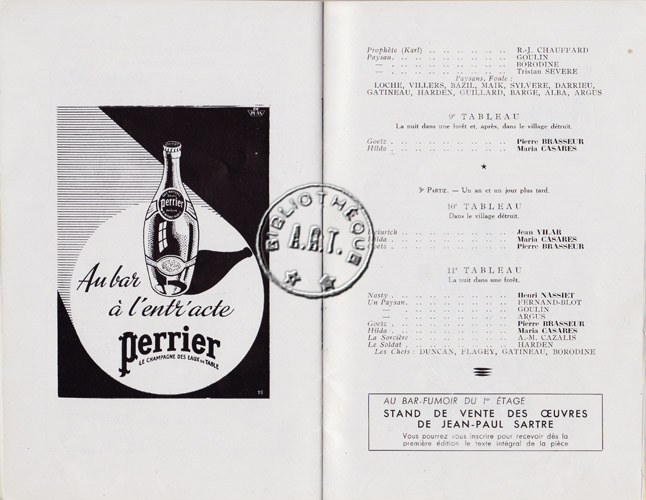 Au bar
à l'entr'acte
Perrier
LE CHAMPAGNE DES EAUX DE TABLE
BIBLIOTHÈQUE
A.R.T.
Prophète (Karl) .. .. .. .. .. .. R.-J. CHAUFFARD
Paysan. .. .. .. .. .. .. .. GOULIN
— .. .. .. .. .. .. .. BORODINE
— .. .. .. .. .. .. .. Tristan SEVERE
Paysans, Foule :
LOCHE, VILLERS, BAZIL, MAIK, SYLVERE, DARRIEU,
GATINEAU, HARDEN, GUILLARD, BARGE, ALBA, ARGUS
9e TABLEAU
La nuit dans une forêt et, après, dans le village détruit.
Goetz .. .. .. .. .. .. .. Pierre BRASSEUR
Hilda .. .. .. .. .. .. .. Maria CASARES
3e PARTIE. — Un an et un jour plus tard.
10e TABLEAU
Dans le village détruit.
Heinrich .. .. .. .. .. .. Jean VILAR
Hilda .. .. .. .. .. .. .. Maria CASARES
Goetz .. .. .. .. .. .. .. Pierre BRASSEUR
11e TABLEAU
La nuit dans une forêt.
Nasty .. .. .. .. .. .. .. Henri NASSIET
Un Paysan. .. .. .. .. .. .. FERNAND-BLOT
— .. .. .. .. .. .. .. GOULIN
— .. .. .. .. .. .. .. ARGUS
Goetz .. .. .. .. .. .. .. Pierre BRASSEUR
Hilda .. .. .. .. .. .. .. Maria CASARES
La Sorcière .. .. .. .. .. .. A.-M. CAZALIS
Le Soldat .. .. .. .. .. .. HARDEN
Les Chefs : DUNCAN, FLAGEY, GATINEAU, BORODINE
AU BAR-FUMOIR DU 1er ÉTAGE
STAND DE VENTE DES ŒUVRES
DE JEAN-PAUL SARTRE
Vous pourrez vous inscrire pour recevoir dès la
première édition le texte intégral de la pièce